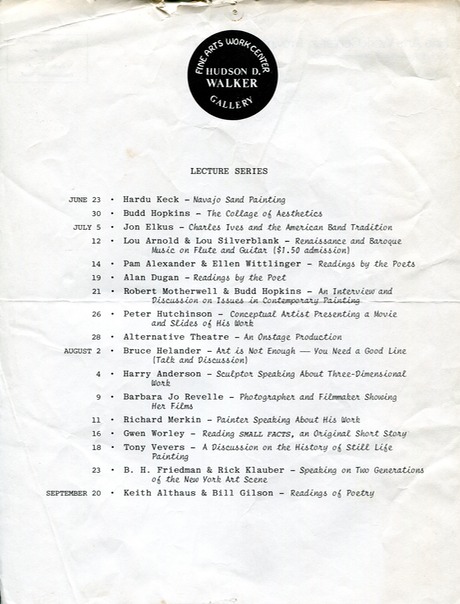 FINE ARTS WORK CENTER
HUDSON D.
WALKER
GALLERY
LECTURE SERIES
JUNE 23 • Hardu Keck – Navajo Sand Painting
30 • Budd Hopkins – The Collage of Aesthetics
JULY 5 • Jon Elkus – Charles Ives and the American Band Tradition
12 • Lou Arnold & Lou Silverblank – Renaissance and Baroque
Music on Flute and Guitar ($1.50 admission)
14 • Pam Alexander & Ellen Wittlinger – Readings by the Poets
19 • Alan Dugan – Readings by the Poet
21 • Robert Motherwell & Budd Hopkins – An Interview and
Discussion on Issues in Contemporary Painting
26 • Peter Hutchinson – Conceptual Artist Presenting a Movie
and Slides of His Work
28 • Alternative Theatre – An Onstage Production
AUGUST 2 • Bruce Helander – Art is Not Enough — You Need a Good Line
(Talk and Discussion)
4 • Harry Anderson – Sculptor Speaking About Three-Dimensional
Work
9 • Barbara Jo Revelle – Photographer and Filmmaker Showing
Her Films
11 • Richard Merkin – Painter Speaking About His Work
16 • Gwen Worley – Reading SMALL FACTS, an Original Short Story
18 • Tony Vevers – A Discussion on the History of Still Life
Painting
23 • B. H. Friedman & Rick Klauber – Speaking on Two Generations
of the New York Art Scene
SEPTEMBER 20 • Keith Althaus & Bill Gilson – Readings of Poetry